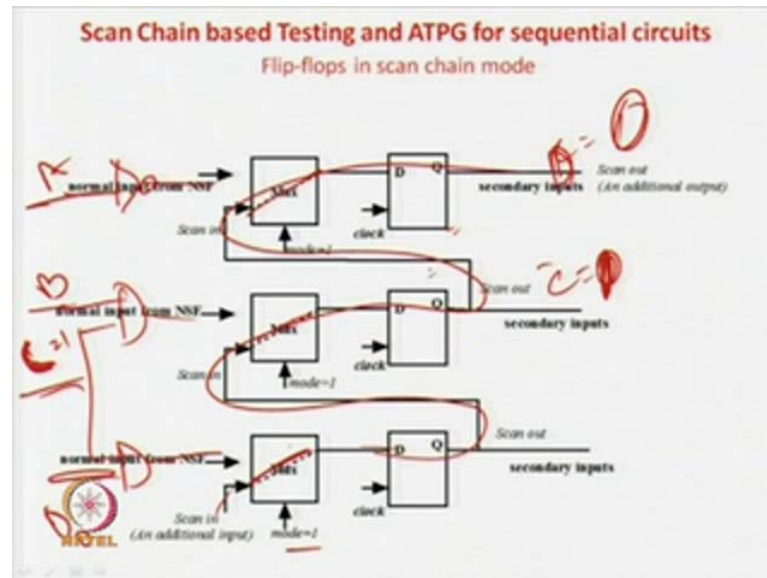 Scan Chain based Testing and ATPG for sequential circuits
Flip-flops in scan chain mode
normal input from NSF
Mux
D
Q
secondary inputs
Scan out
(An additional output)
Scan in
mode=1
clock
normal input from NSF
Mux
D
Q
Scan out
secondary inputs
Scan in
mode=1
clock
C=
normal input from NSF
Mux
D
Q
Scan out
secondary inputs
Scan in
(An additional input)
mode=1
clock
NPTEL